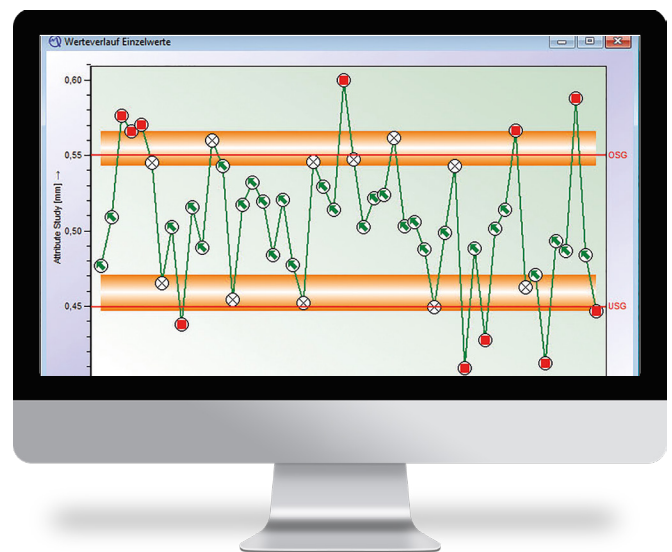 Werteverlauf Einzelwerte
0,60
0,55
0,50
0,45
Attribute Study [mm] →
OSG
USG